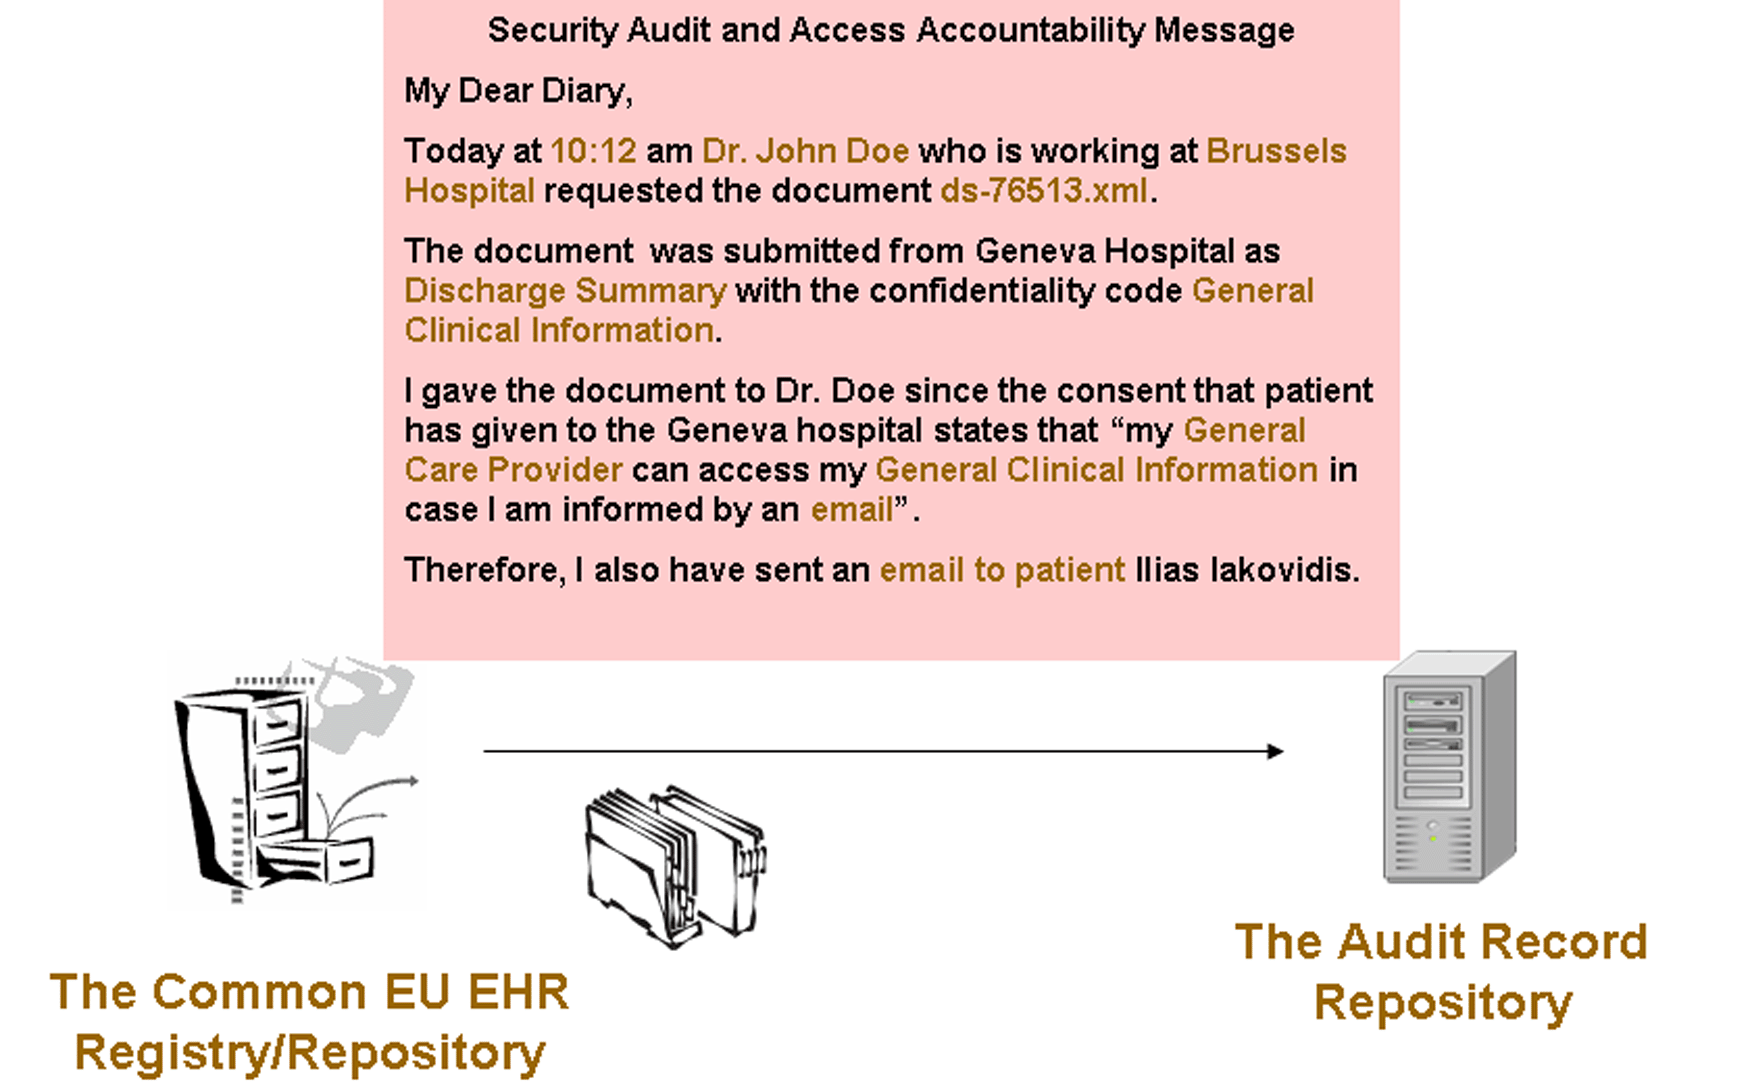 Security Audit and Access Accountability Message
My Dear Diary,
Today at 10:12 am Dr. John Doe who is working at Brussels
Hospital requested the document ds-76513.xml.
The document was submitted from Geneva Hospital as
Discharge Summary with the confidentiality code General
Clinical Information.
I gave the document to Dr. Doe since the consent that patient
has given to the Geneva hospital states that “my General
Care Provider can access my General Clinical Information in
case I am informed by an email”.
Therefore, I also have sent an email to patient Ilias Iakovidis.
The Common EU EHR
Registry/Repository
The Audit Record
Repository